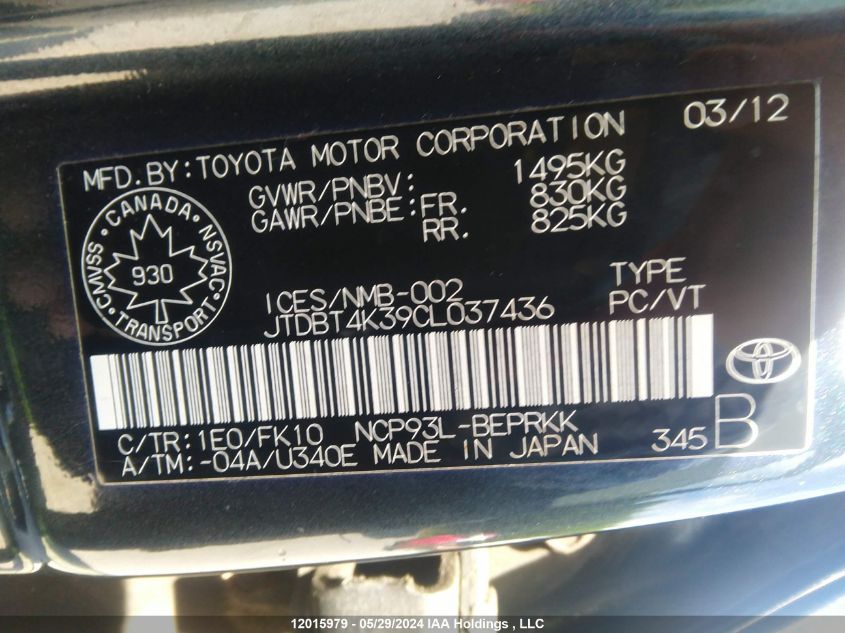 MFD. BY: TOYOTA MOTOR CORPORATION 03/12
GVWR/PNBV: 1495KG
GAWR/PNBE: FR. 830KG
RR. 825KG
CANADA
CMVSS NSVAC
930
TRANSPORT
ICES/NMB-002 TYPE
JTDBT4K39CL037436 PC/VT
C/TR: 1E0/FK10 NCP93L-BEPRKK
A/TM: -04A/U340E MADE IN JAPAN 345 B
12015979 - 05/29/2024 IAA Holdings , LLC